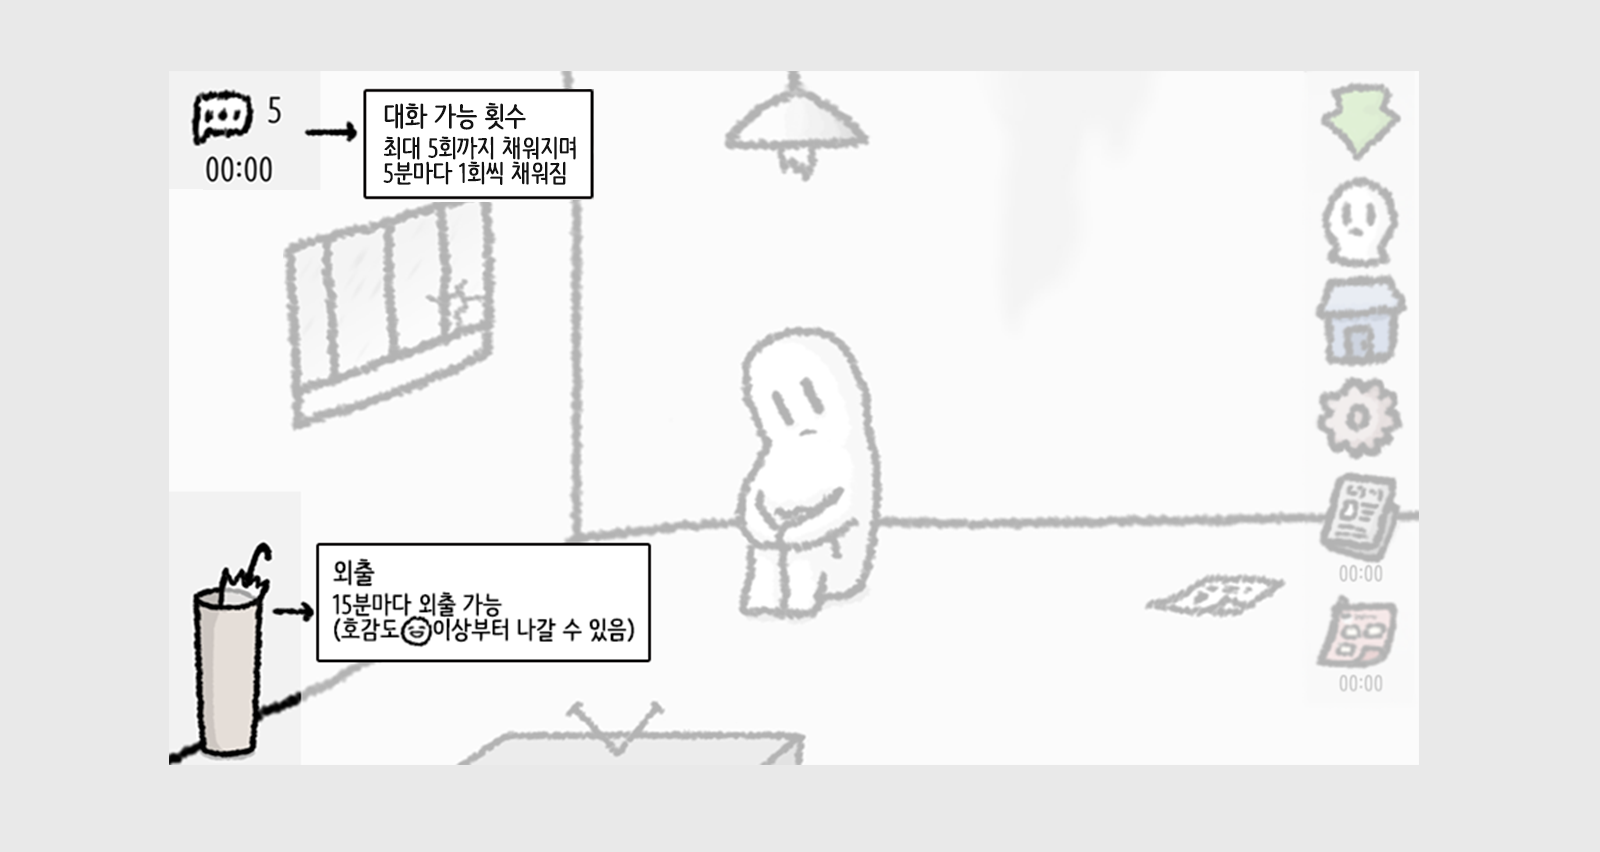 5
00:00
대화 가능 횟수
최대 5회까지 채워지며
5분마다 1회씩 채워짐
외출
15분마다 외출 가능
(호감도이상부터 나갈 수 있음)
00:00
00:00